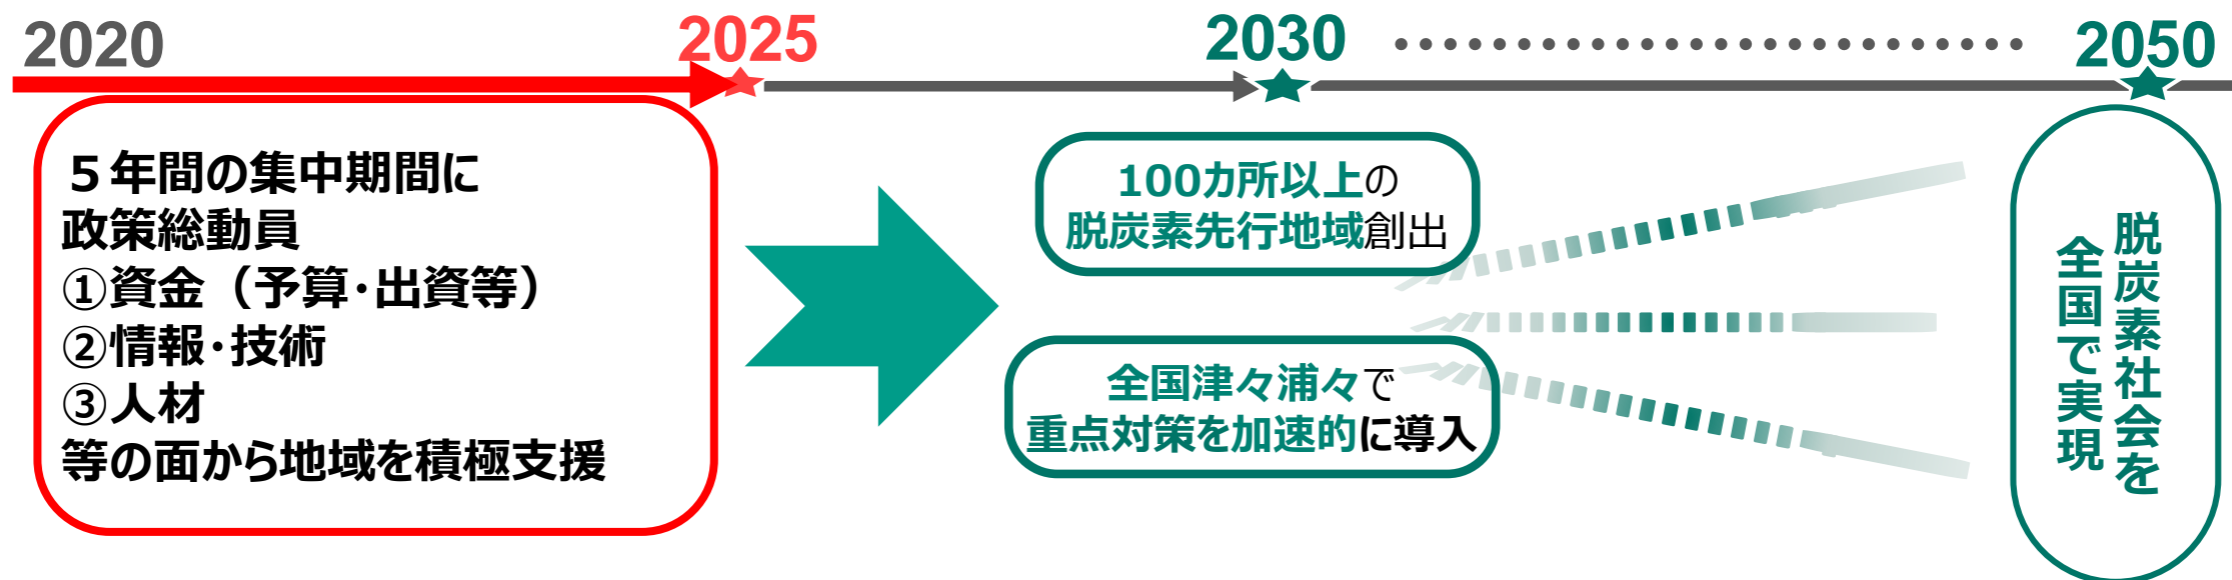 2020
2025
2030
2050
５年間の集中期間に
政策総動員
①資金（予算・出資等）
②情報・技術
③人材
等の面から地域を積極支援
100カ所以上の
脱炭素先行地域創出
全国津々浦々で
重点対策を加速的に導入
脱炭素社会を
全国で実現